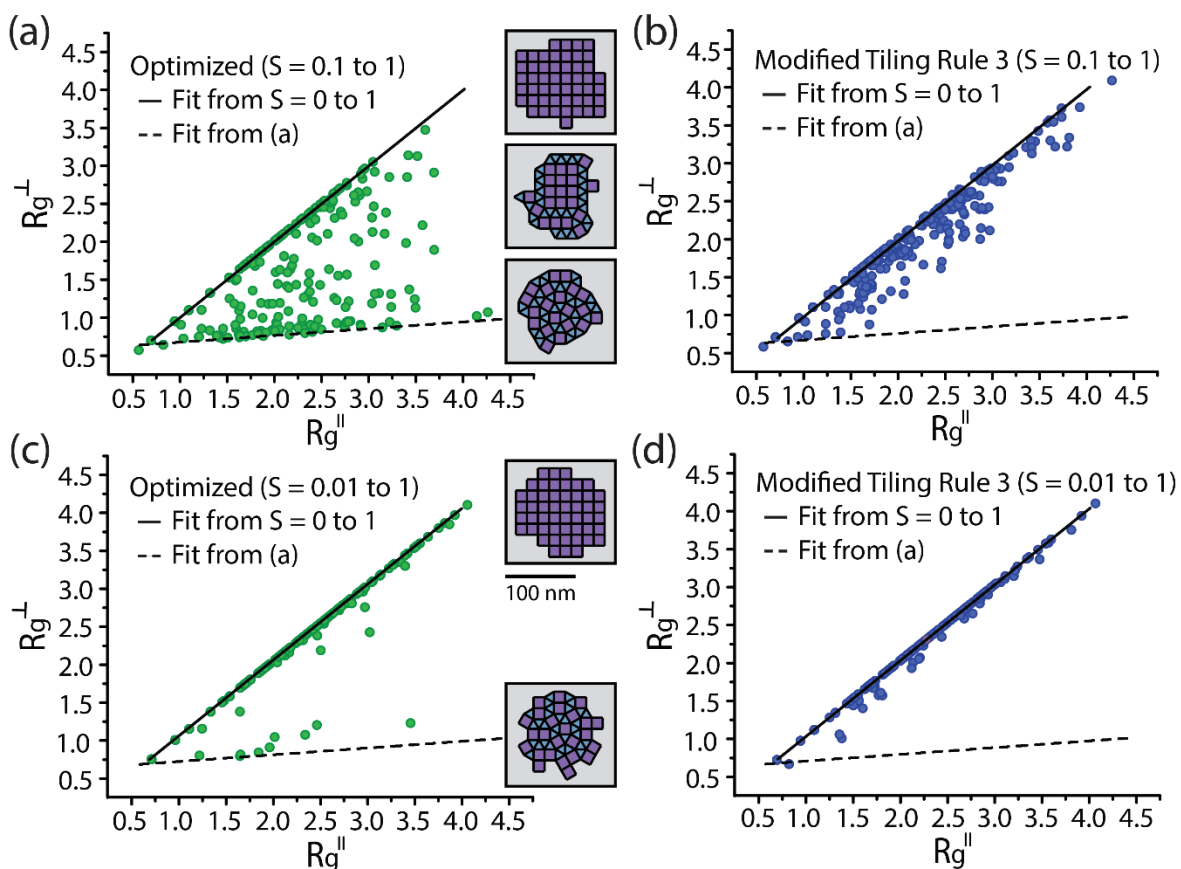 (a)
Optimized (S = 0.1 to 1)
Fit from S = 0 to 1
Fit from (a)
4.5
4.0
3.5
3.0
2.5
2.0
1.5
1.0
0.5
Rg⊥
0.5 1.0 1.5 2.0 2.5 3.0 3.5 4.0 4.5
Rg||
(b)
Modified Tiling Rule 3 (S = 0.1 to 1)
Fit from S = 0 to 1
Fit from (a)
4.5
4.0
3.5
3.0
2.5
2.0
1.5
1.0
0.5
Rg⊥
0.5 1.0 1.5 2.0 2.5 3.0 3.5 4.0 4.5
Rg||
(c)
Optimized (S = 0.01 to 1)
Fit from S = 0 to 1
Fit from (a)
4.5
4.0
3.5
3.0
2.5
2.0
1.5
1.0
0.5
Rg⊥
0.5 1.0 1.5 2.0 2.5 3.0 3.5 4.0 4.5
Rg||
100 nm
(d)
Modified Tiling Rule 3 (S = 0.01 to 1)
Fit from S = 0 to 1
Fit from (a)
4.5
4.0
3.5
3.0
2.5
2.0
1.5
1.0
0.5
Rg⊥
0.5 1.0 1.5 2.0 2.5 3.0 3.5 4.0 4.5
Rg||